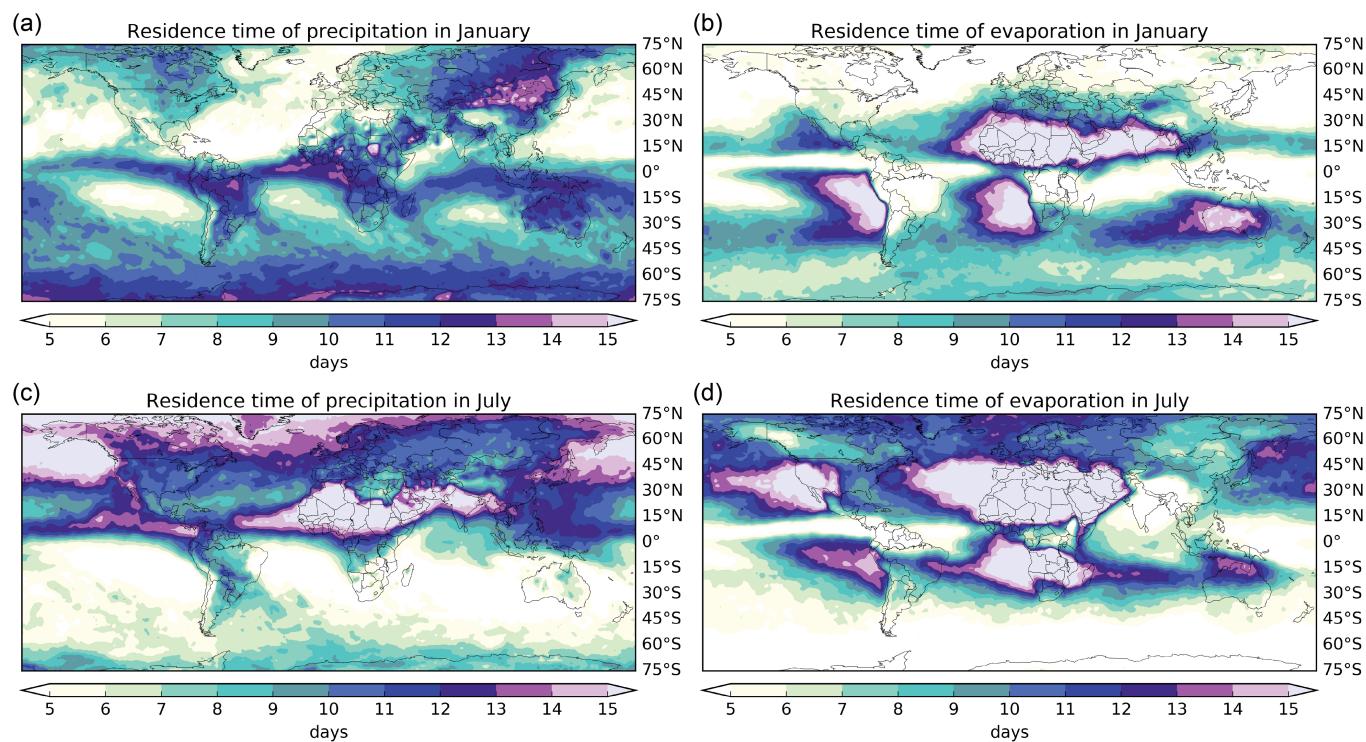 (a)
Residence time of precipitation in January
75°N
60°N
45°N
30°N
15°N
0°
15°S
30°S
45°S
60°S
75°S
5 6 7 8 9 10 11 12 13 14 15
days
(b)
Residence time of evaporation in January
75°N
60°N
45°N
30°N
15°N
0°
15°S
30°S
45°S
60°S
75°S
5 6 7 8 9 10 11 12 13 14 15
days
(c)
Residence time of precipitation in July
75°N
60°N
45°N
30°N
15°N
0°
15°S
30°S
45°S
60°S
75°S
5 6 7 8 9 10 11 12 13 14 15
days
(d)
Residence time of evaporation in July
75°N
60°N
45°N
30°N
15°N
0°
15°S
30°S
45°S
60°S
75°S
5 6 7 8 9 10 11 12 13 14 15
days